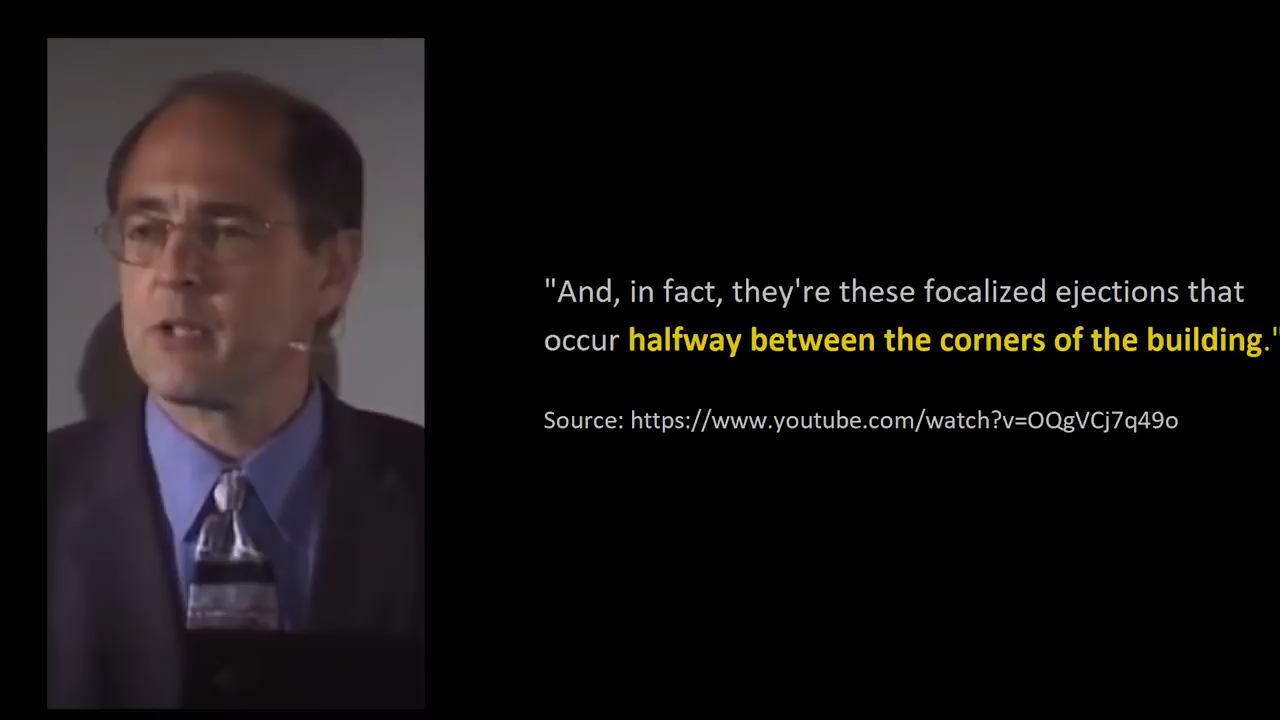 "And, in fact, they're these focalized ejections that
occur halfway between the corners of the building."
Source: https://www.youtube.com/watch?v=OQgVCj7q49o